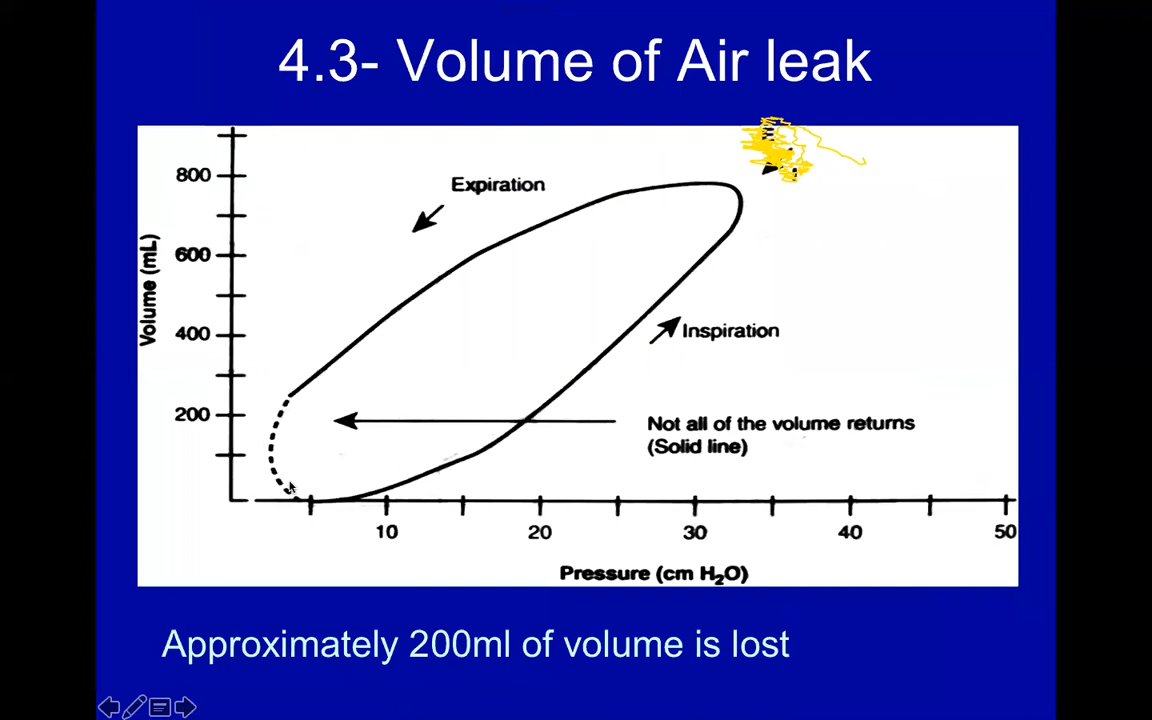 4.3- Volume of Air leak
Expiration
Volume (mL)
800
600
400
200
Inspiration
Not all of the volume returns
(Solid line)
10 20 30 40 50
Pressure (cm H₂O)
Approximately 200ml of volume is lost